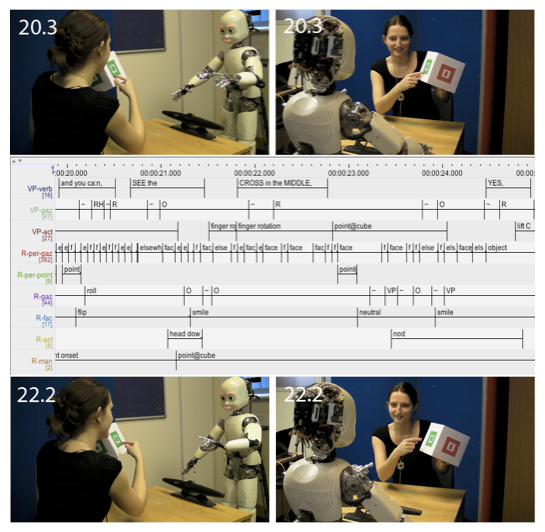 20.3
20.3
:00:20.000 00:00:21.000 00:00:22.000 00:00:23.000 00:00:24.000
VP-verb and you ca:n, SEE the CROSS in the MIDDLE, YES,
[16]
VP-gaz ~ RH ~ R ~ O ~ R ~ O ~ R
[47]
VP-act finger ro finger rotation point@cube lift C
[27]
R-per-gaz e e f f f f f f e f f elsewh fac e f f f fac else f f e face f f face fac f f face f face f f else f e els face els object
[382]
R-per-point point point
[9]
R-gaz roll O ~ O ~ VP ~ O ~ VP
[44]
R-fac flip smile neutral smile
[17]
R-act head dow nod
R-man nt onset point@cube
[2]
22.2
22.2